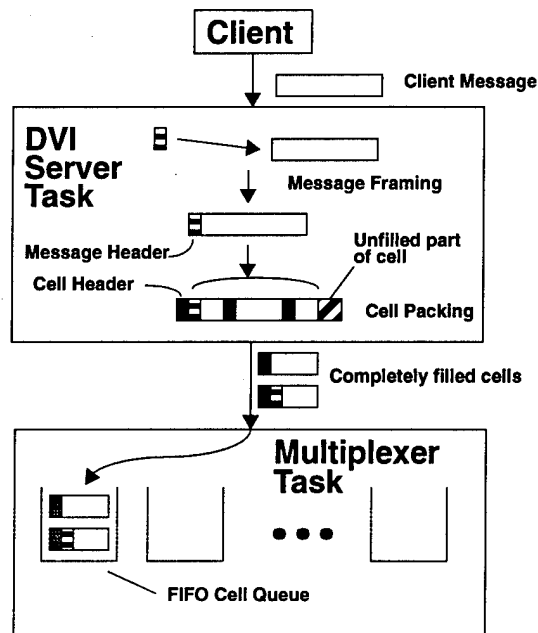 Client
Client Message
DVI
Server
Task
Message Framing
Message Header
Unfilled part
of cell
Cell Header
Cell Packing
Completely filled cells
Multiplexer
Task
FIFO Cell Queue